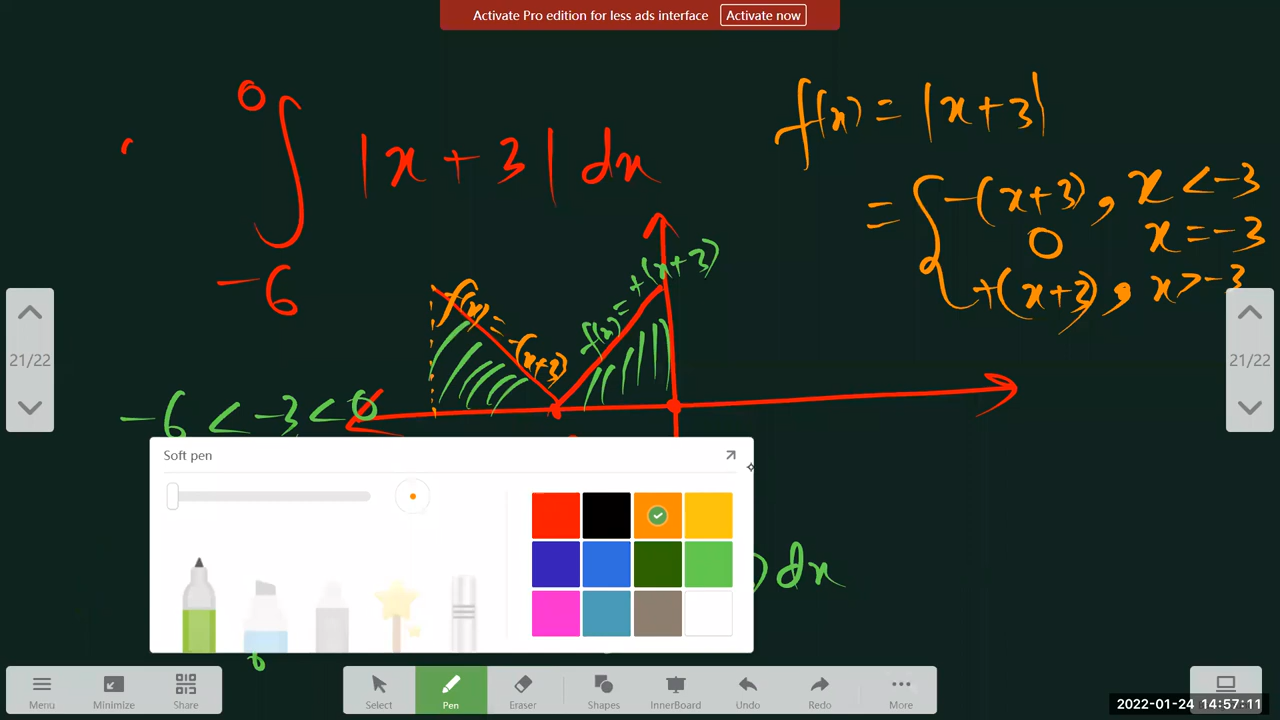 Activate Pro edition for less ads interface Activate now
∫ from -6 to 0 |x + 3| dx
f(x) = |x+3|
= { -(x+3), x < -3
0 x = -3
+(x+3), x > -3
f(x) = -(x+3)
f(x) = +(x+3)
-6 < -3 < 0
21/22
21/22
Soft pen
) dx
Menu Minimize Share Select Pen Eraser Shapes InnerBoard Undo Redo More
2022-01-24 14:57:11